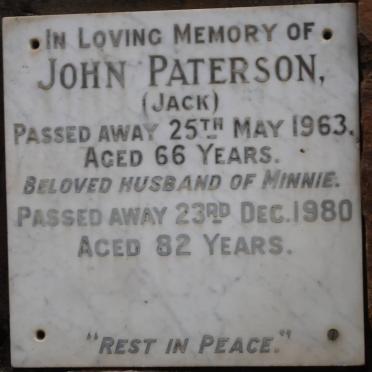 In Loving Memory of
John Paterson,
(Jack)
Passed away 25th May 1963.
Aged 66 Years.
Beloved husband of Minnie.
Passed away 23rd Dec. 1980
Aged 82 Years.
"Rest in Peace."